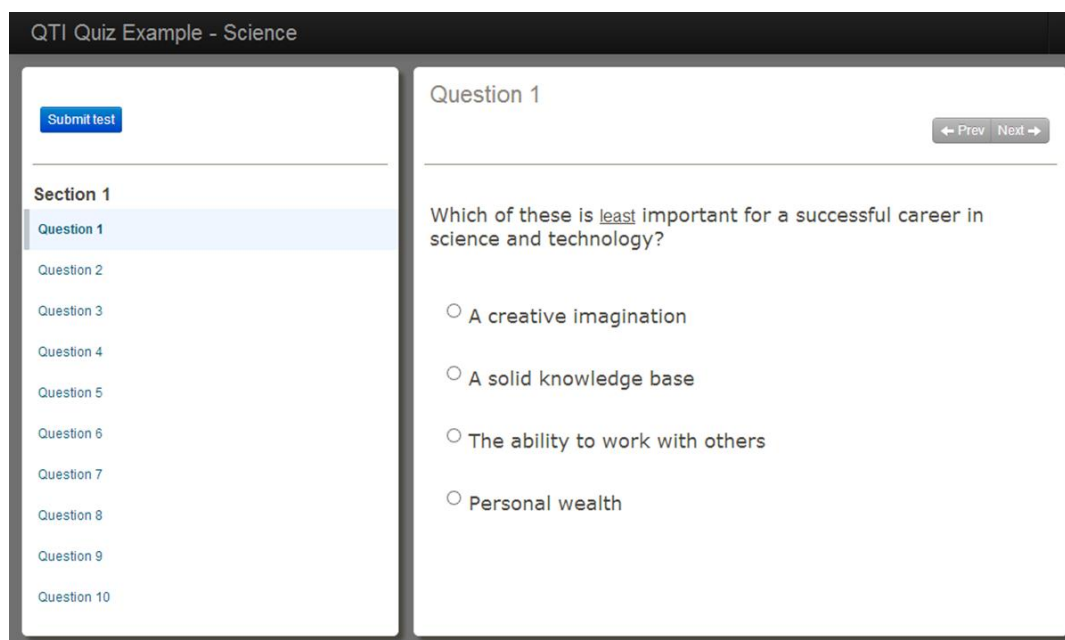 QTI Quiz Example - Science
Submit test
Section 1
Question 1
Question 2
Question 3
Question 4
Question 5
Question 6
Question 7
Question 8
Question 9
Question 10
Question 1
← Prev Next →
Which of these is least important for a successful career in
science and technology?
A creative imagination
A solid knowledge base
The ability to work with others
Personal wealth